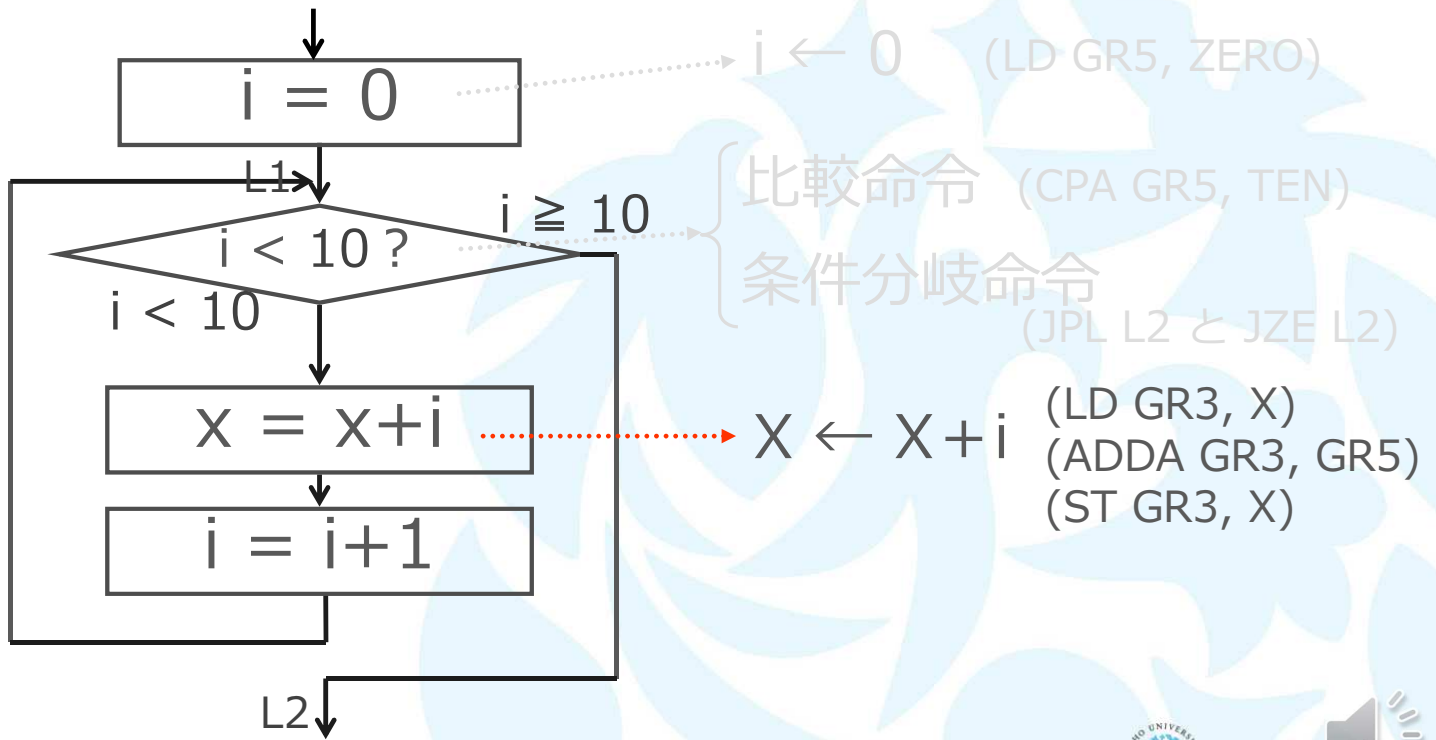 i = 0
i ← 0 (LD GR5, ZERO)
L1
i < 10 ?
i ≧ 10
比較命令 (CPA GR5, TEN)
条件分岐命令
(JPL L2 と JZE L2)
i < 10
x = x+i
X ← X+i
(LD GR3, X)
(ADDA GR3, GR5)
(ST GR3, X)
i = i+1
L2